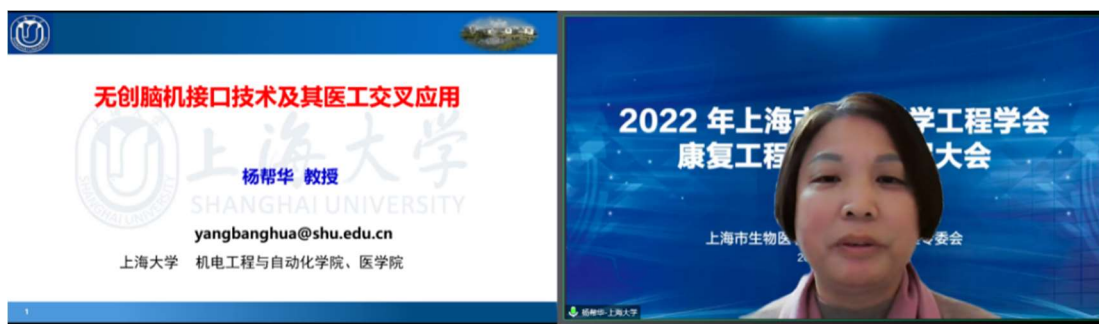 无创脑机接口技术及其医工交叉应用
上海大学
杨帮华 教授
SHANGHAI UNIVERSITY
yangbanghua@shu.edu.cn
上海大学 机电工程与自动化学院、医学院
1
2022 年上海市 学工程学会
康复工程 大会
上海市生物医 专委会
杨帮华-上海大学